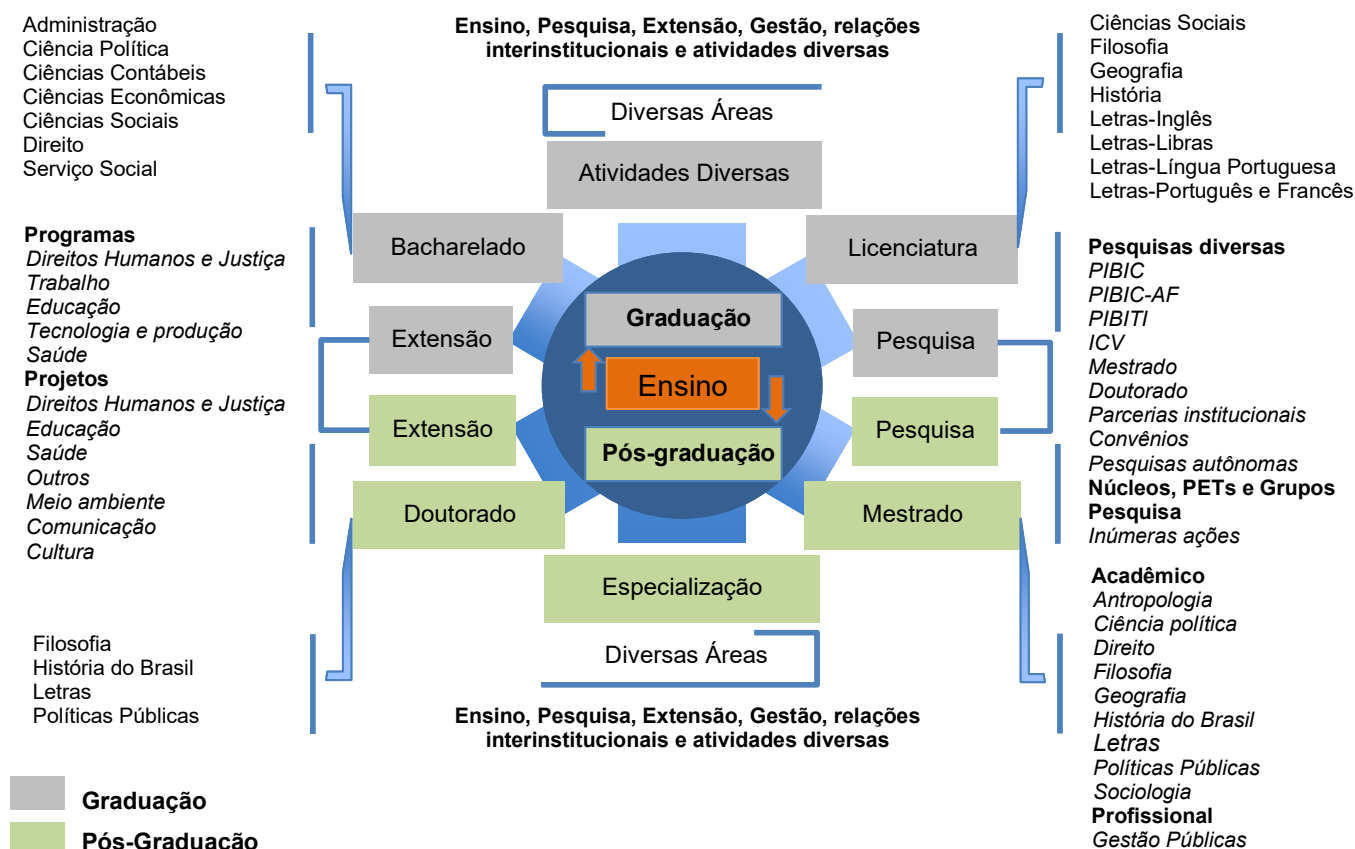 Administração
Ciência Política
Ciências Contábeis
Ciências Econômicas
Ciências Sociais
Direito
Serviço Social
Ensino, Pesquisa, Extensão, Gestão, relações
interinstitucionais e atividades diversas
Diversas Áreas
Atividades Diversas
Ciências Sociais
Filosofia
Geografia
História
Letras-Inglês
Letras-Libras
Letras-Língua Portuguesa
Letras-Português e Francês
Bacharelado
Licenciatura
Programas
Direitos Humanos e Justiça
Trabalho
Educação
Tecnologia e produção
Saúde
Projetos
Direitos Humanos e Justiça
Educação
Saúde
Outros
Meio ambiente
Comunicação
Cultura
Extensão
Extensão
Graduação
Ensino
Pós-graduação
Pesquisa
Pesquisa
Pesquisas diversas
PIBIC
PIBIC-AF
PIBITI
ICV
Mestrado
Doutorado
Parcerias institucionais
Convênios
Pesquisas autônomas
Núcleos, PETs e Grupos
Pesquisa
Inúmeras ações
Doutorado
Mestrado
Especialização
Diversas Áreas
Ensino, Pesquisa, Extensão, Gestão, relações
interinstitucionais e atividades diversas
Filosofia
História do Brasil
Letras
Políticas Públicas
Acadêmico
Antropologia
Ciência política
Direito
Filosofia
Geografia
História do Brasil
Letras
Políticas Públicas
Sociologia
Profissional
Gestão Públicas
Graduação
Pós-Graduação